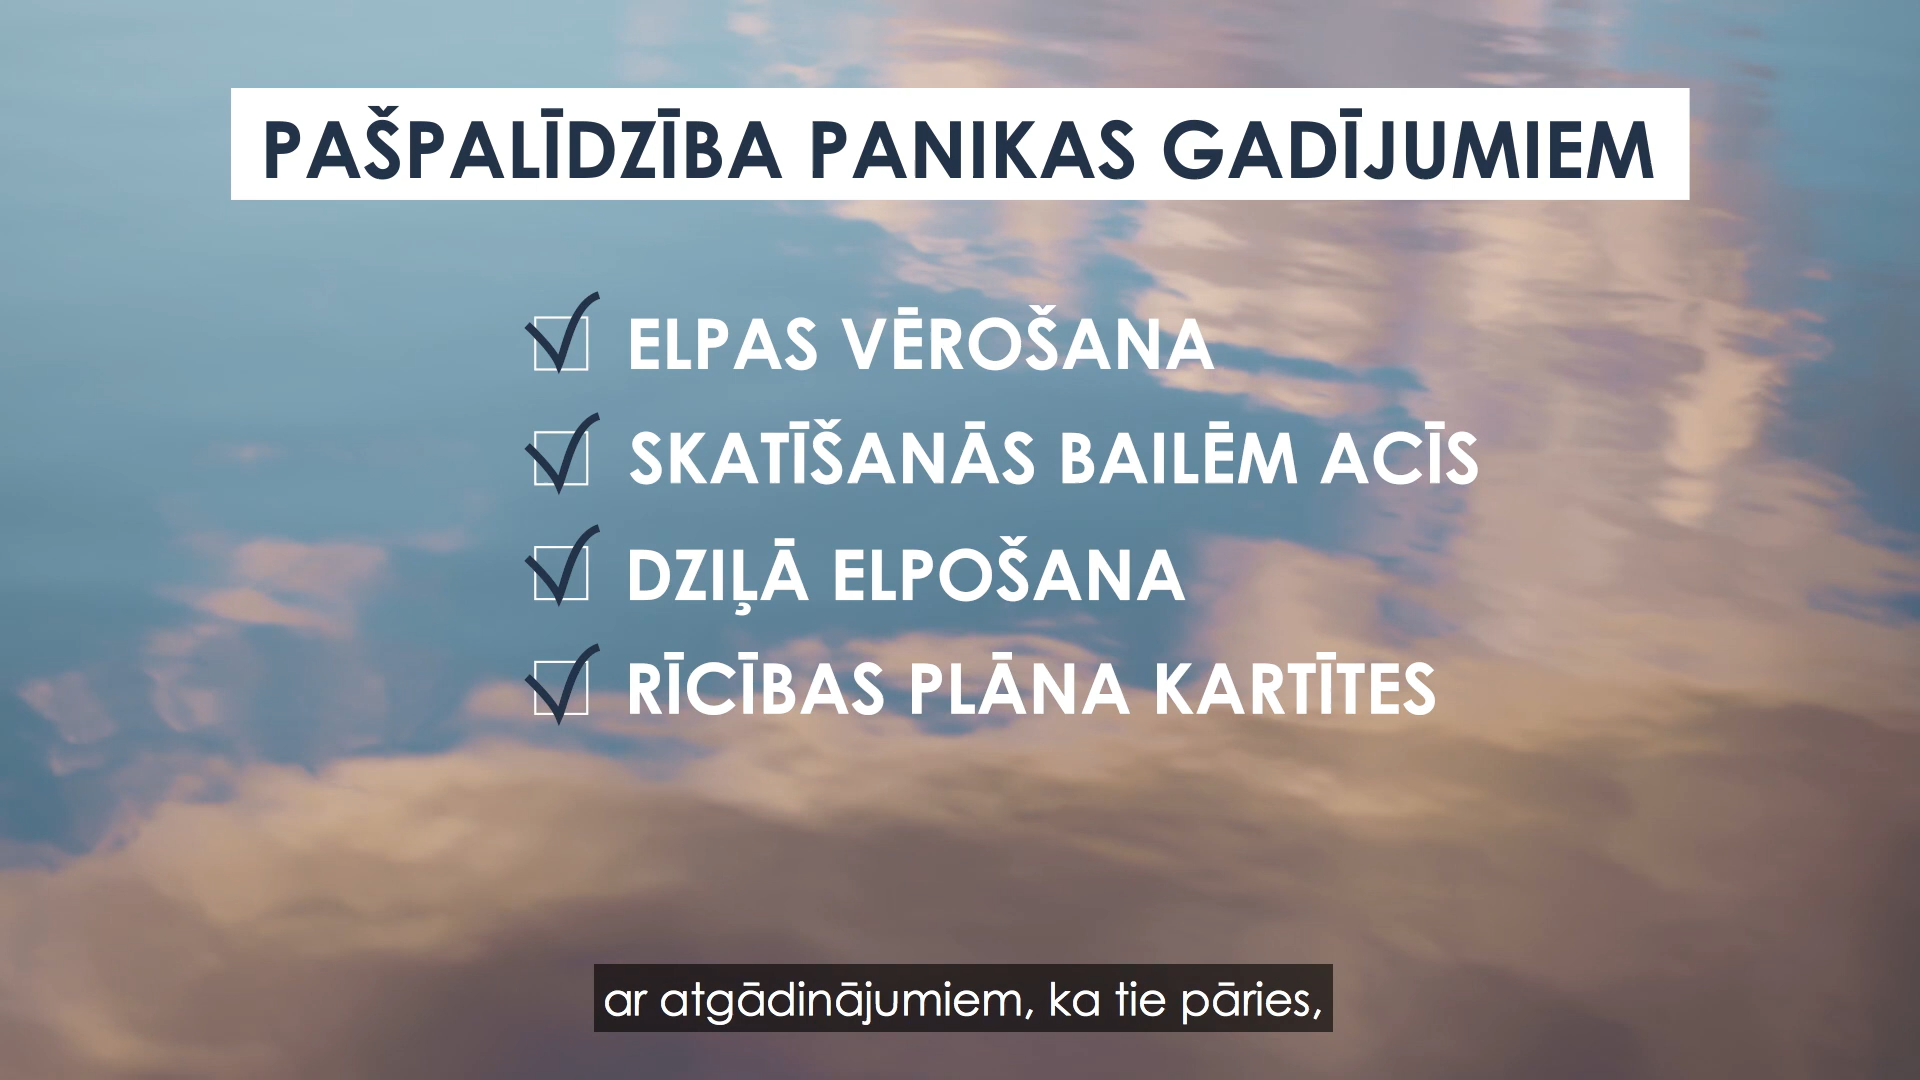 PAŠPALĪDZĪBA PANIKAS GADĪJUMIEM
ELPAS VĒROŠANA
SKATĪŠANĀS BAILĒM ACĪS
DZIĻĀ ELPOŠANA
RĪCĪBAS PLĀNA KARTĪTES
ar atgādinājumiem, ka tie pāries,